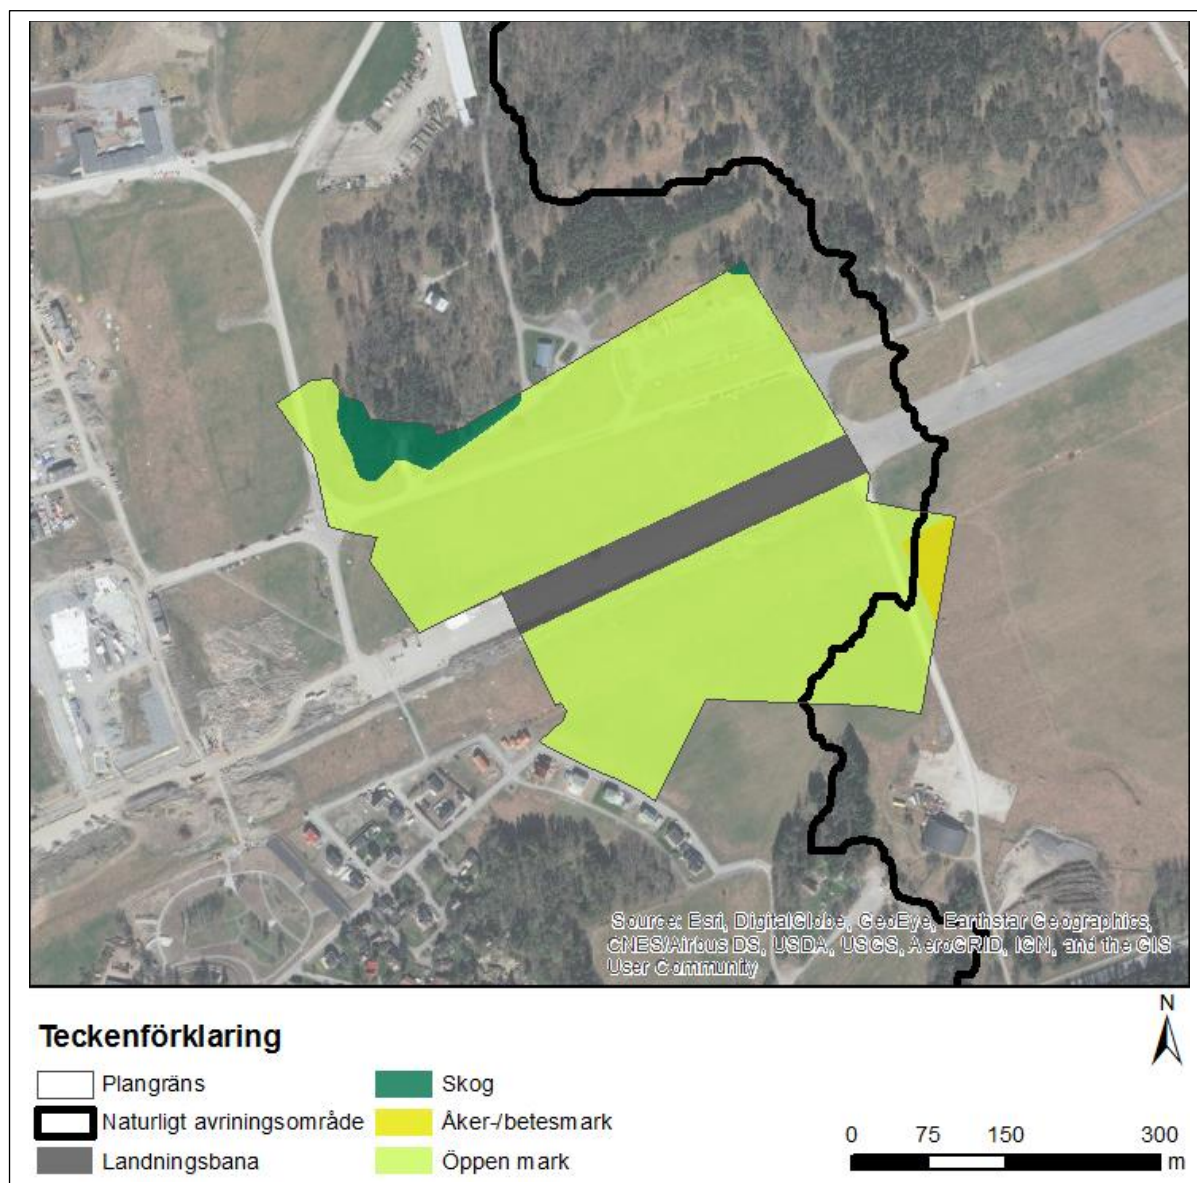 Source: Esri, DigitalGlobe, GeoEye, Earthstar Geographics,
CNES/Airbus DS, USDA, USGS, AeroGRID, IGN, and the GIS
User Community
N
Teckenförklaring
Plangräns
Naturligt avriningsområde
Landningsbana
Skog
Åker-/betesmark
Öppen mark
0 75 150 300
m